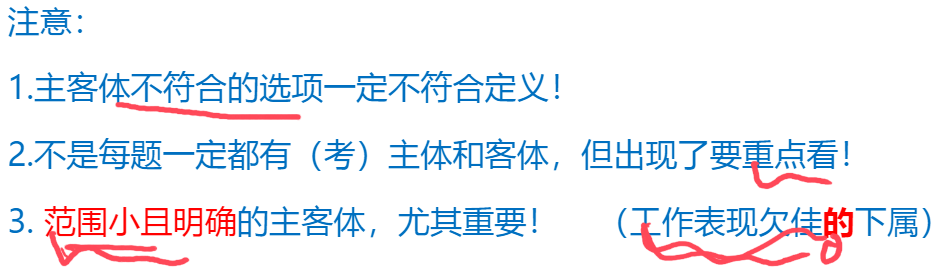 注意：
1.主客体不符合的选项一定不符合定义！
2.不是每题一定都有（考）主体和客体，但出现了要重点看！
3. 范围小且明确的主客体，尤其重要！ （工作表现欠佳的下属）